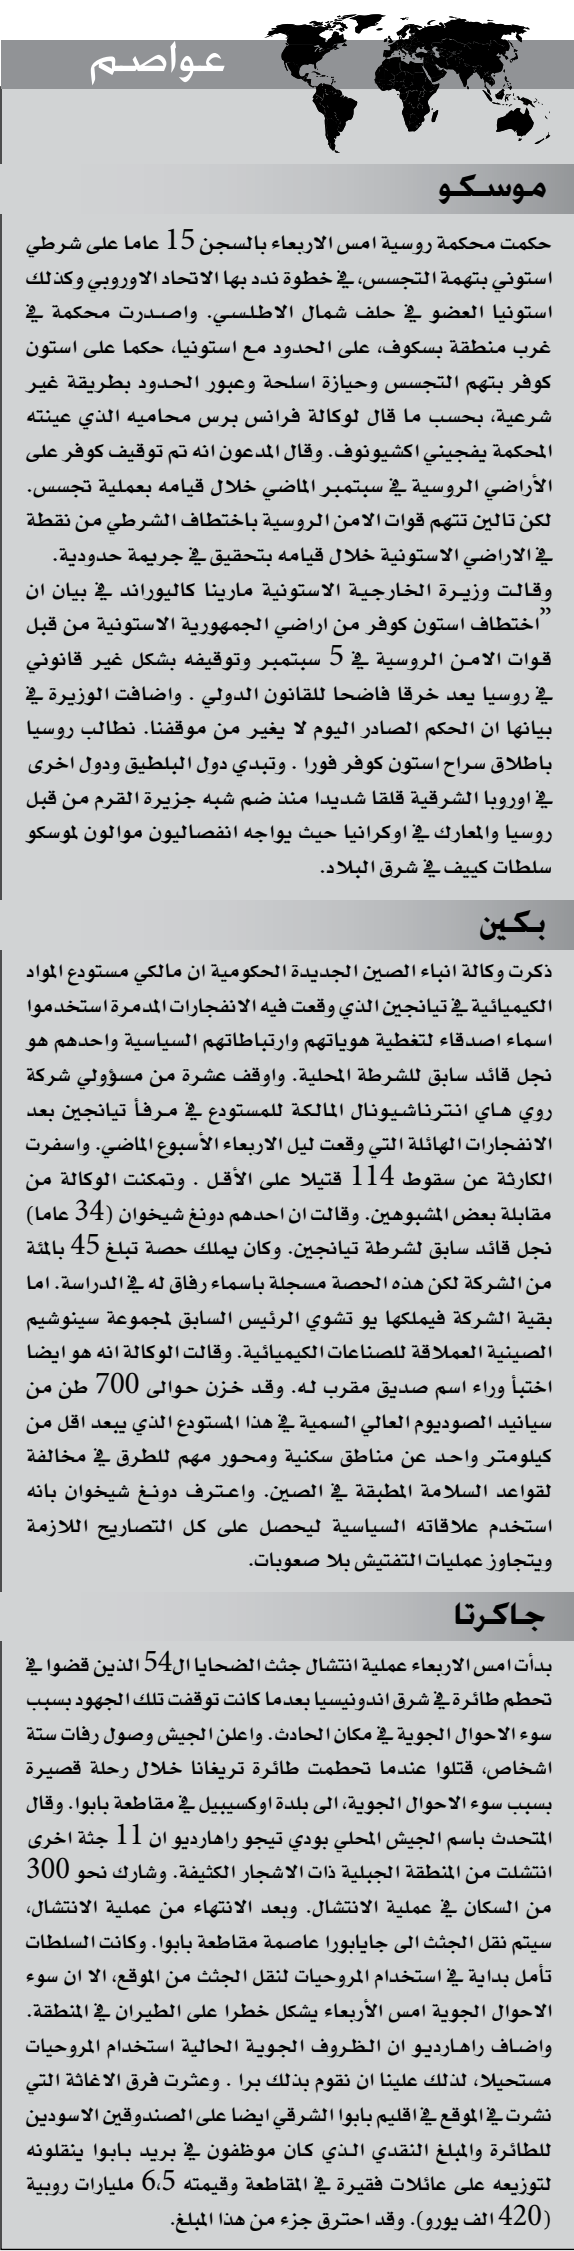 عواصم
موسكو
حكمت محكمة روسية امس الاربعاء بالسجن 15 عاما على شرطي
استوني بتهمة التجسس، في خطوة ندد بها الاتحاد الاوروبي وكذلك
استونيا العضو في حلف شمال الاطلسي. واصدرت محكمة في
غرب منطقة بسكوف، على الحدود مع استونيا، حكما على استون
كوفر بتهم التجسس وحيازة اسلحة وعبور الحدود بطريقة غير
شرعية، بحسب ما قال لوكالة فرانس برس محاميه الذي عينته
المحكمة يفجيني اكشيونوف. وقال المدعون انه تم توقيف كوفر على
الأراضي الروسية في سبتمبر الماضي خلال قيامه بعملية تجسس.
لكن تالين تتهم قوات الامن الروسية باختطاف الشرطي من نقطة
في الاراضي الاستونية خلال قيامه بتحقيق في جريمة حدودية.
وقالت وزيرة الخارجية الاستونية مارينا كاليوراند في بيان ان
”اختطاف استون كوفر من اراضي الجمهورية الاستونية من قبل
قوات الامن الروسية في 5 سبتمبر وتوقيفه بشكل غير قانوني
في روسيا يعد خرقا فاضحا للقانون الدولي . واضافت الوزيرة في
بيانها ان الحكم الصادر اليوم لا يغير من موقفنا. نطالب روسيا
باطلاق سراح استون كوفر فورا . وتبدي دول البلطيق ودول اخرى
في اوروبا الشرقية قلقا شديدا منذ ضم شبه جزيرة القرم من قبل
روسيا والمعارك في اوكرانيا حيث يواجه انفصاليون موالون لموسكو
سلطات كييف في شرق البلاد.
بكين
ذكرت وكالة انباء الصين الجديدة الحكومية ان مالكي مستودع المواد
الكيميائية في تيانجين الذي وقعت فيه الانفجارات المدمرة استخدموا
اسماء اصدقاء لتغطية هوياتهم وارتباطاتهم السياسية واحدهم هو
نجل قائد سابق للشرطة المحلية. واوقف عشرة من مسؤولي شركة
روي هاي انترناشيونال المالكة للمستودع في مرفأ تيانجين بعد
الانفجارات الهائلة التي وقعت ليل الاربعاء الأسبوع الماضي. واسفرت
الكارثة عن سقوط 114 قتيلا على الأقل . وتمكنت الوكالة من
مقابلة بعض المشبوهين. وقالت ان احدهم دونغ شيخوان (34 عاما)
نجل قائد سابق لشرطة تيانجين. وكان يملك حصة تبلغ 45 بالمئة
من الشركة لكن هذه الحصة مسجلة باسماء رفاق له في الدراسة. اما
بقية الشركة فيملكها يو تشوي الرئيس السابق لمجموعة سينوشيم
الصينية العملاقة للصناعات الكيميائية. وقالت الوكالة انه هو ايضا
اختبأ وراء اسم صديق مقرب له. وقد خزن حوالى 700 طن من
سيانيد الصوديوم العالي السمية في هذا المستودع الذي يبعد اقل من
كيلومتر واحد عن مناطق سكنية ومحور مهم للطرق في مخالفة
لقواعد السلامة المطبقة في الصين. واعترف دونغ شيخوان بانه
استخدم علاقاته السياسية ليحصل على كل التصاريح اللازمة
ويتجاوز عمليات التفتيش بلا صعوبات.
جاكرتا
بدأت امس الاربعاء عملية انتشال جثث الضحايا ال54 الذين قضوا في
تحطم طائرة في شرق اندونيسيا بعدما كانت توقفت تلك الجهود بسبب
سوء الاحوال الجوية في مكان الحادث. واعلن الجيش وصول رفات ستة
اشخاص، قتلوا عندما تحطمت طائرة تريغانا خلال رحلة قصيرة
بسبب سوء الاحوال الجوية، الى بلدة اوكسيبيل في مقاطعة بابوا. وقال
المتحدث باسم الجيش المحلي بودي تيجو راهارديو ان 11 جثة اخرى
انتشلت من المنطقة الجبلية ذات الاشجار الكثيفة. وشارك نحو 300
من السكان في عملية الانتشال. وبعد الانتهاء من عملية الانتشال،
سيتم نقل الجثث الى جايابورا عاصمة مقاطعة بابوا. وكانت السلطات
تأمل بداية في استخدام المروحيات لنقل الجثث من الموقع، الا ان سوء
الاحوال الجوية امس الأربعاء يشكل خطرا على الطيران في المنطقة.
واضاف راهارديو ان الظروف الجوية الحالية استخدام المروحيات
مستحيلا، لذلك علينا ان نقوم بذلك برا . وعثرت فرق الاغاثة التي
نشرت في الموقع في اقليم بابوا الشرقي ايضا على الصندوقين الاسودين
للطائرة والمبلغ النقدي الذي كان موظفون في بريد بابوا ينقلونه
لتوزيعه على عائلات فقيرة في المقاطعة وقيمته 6،5 مليارات روبية
(420 الف يورو). وقد احترق جزء من هذا المبلغ.